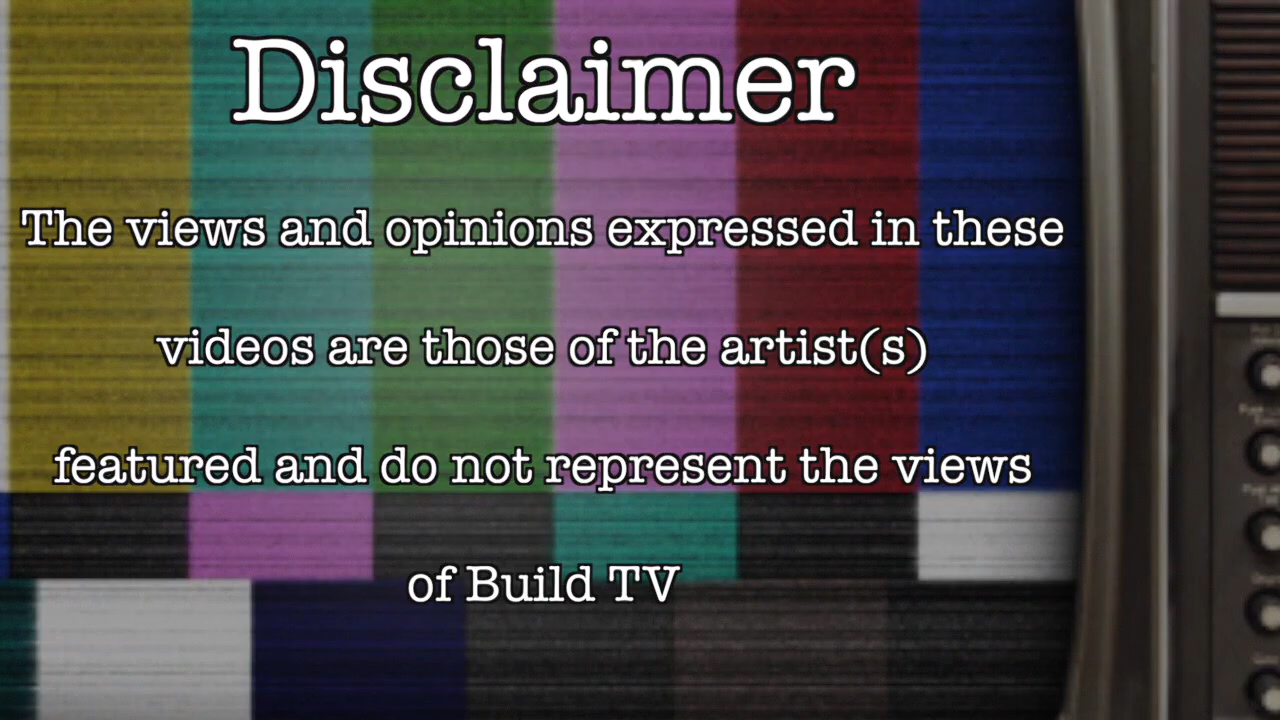 Disclaimer
The views and opinions expressed in these
videos are those of the artist(s)
featured and do not represent the views
of Build TV